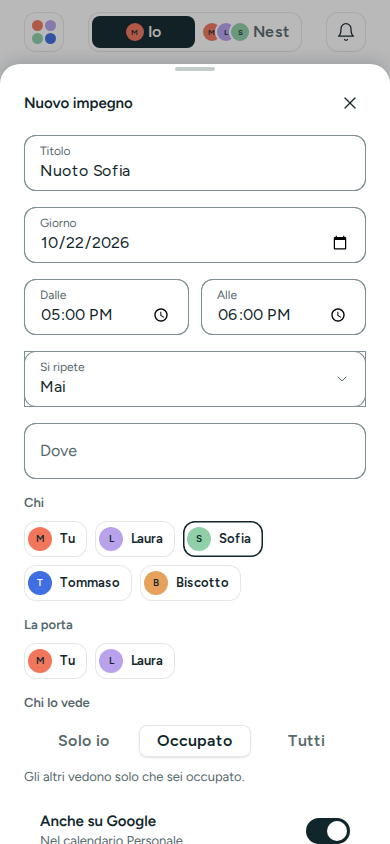 M Io M L S Nest
Nuovo impegno
Titolo
Nuoto Sofia
Giorno
10/22/2026
Dalle Alle
05:00 PM 06:00 PM
Si ripete
Mai
Dove
Chi
M Tu L Laura S Sofia
T Tommaso B Biscotto
La porta
M Tu L Laura
Chi lo vede
Solo io Occupato Tutti
Gli altri vedono solo che sei occupato.
Anche su Google
Nel calendario Personale